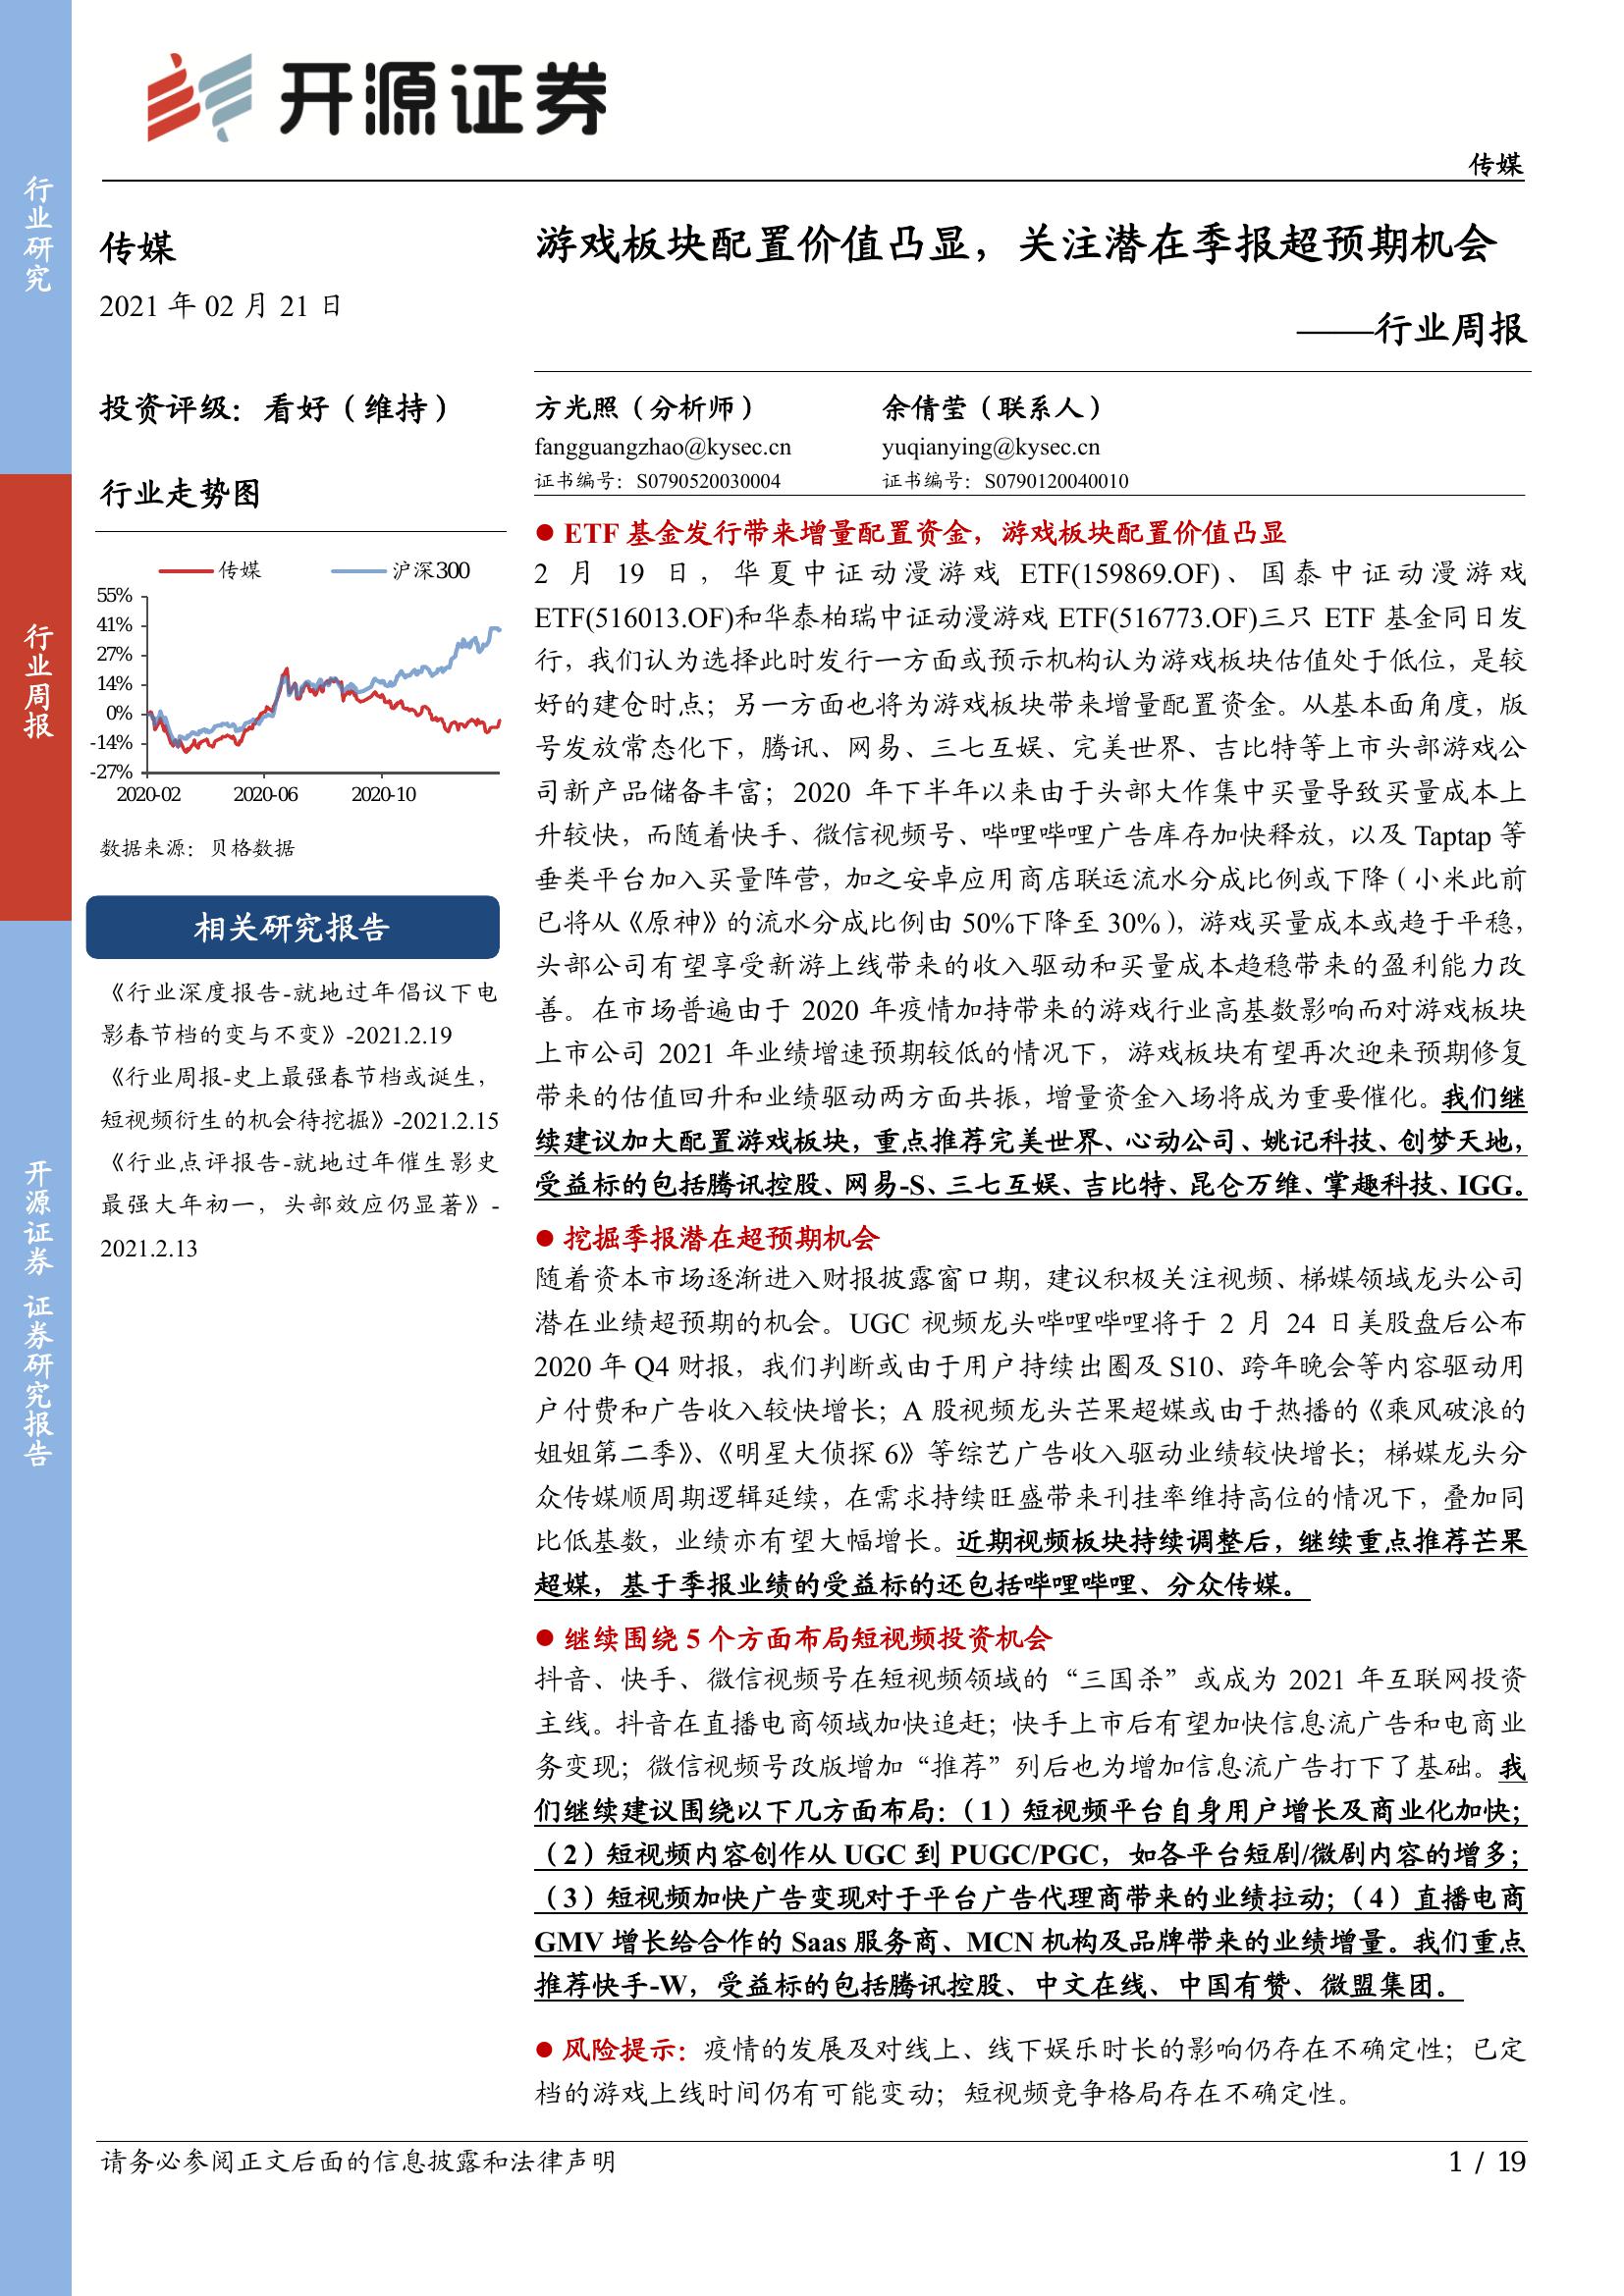 开源证券
传媒
行业研究
行业周报
开源证券 证券研究报告
传媒
2021 年 02 月 21 日
投资评级：看好（维持）
行业走势图
传媒 沪深300
55%
41%
27%
14%
0%
-14%
-27%
2020-02 2020-06 2020-10
数据来源：贝格数据
相关研究报告
《行业深度报告-就地过年倡议下电
影春节档的变与不变》-2021.2.19
《行业周报-史上最强春节档或诞生，
短视频衍生的机会待挖掘》-2021.2.15
《行业点评报告-就地过年催生影史
最强大年初一，头部效应仍显著》-
2021.2.13
游戏板块配置价值凸显，关注潜在季报超预期机会
——行业周报
方光照（分析师） 余倩莹（联系人）
fangguangzhao@kysec.cn yuqianying@kysec.cn
证书编号：S0790520030004 证书编号：S0790120040010
● ETF 基金发行带来增量配置资金，游戏板块配置价值凸显
2 月 19 日，华夏中证动漫游戏 ETF(159869.OF)、国泰中证动漫游戏
ETF(516013.OF)和华泰柏瑞中证动漫游戏 ETF(516773.OF)三只 ETF 基金同日发
行，我们认为选择此时发行一方面或预示机构认为游戏板块估值处于低位，是较
好的建仓时点；另一方面也将为游戏板块带来增量配置资金。从基本面角度，版
号发放常态化下，腾讯、网易、三七互娱、完美世界、吉比特等上市头部游戏公
司新产品储备丰富；2020 年下半年以来由于头部大作集中买量导致买量成本上
升较快，而随着快手、微信视频号、哔哩哔哩广告库存加快释放，以及 Taptap 等
垂类平台加入买量阵营，加之安卓应用商店联运流水分成比例或下降（小米此前
已将从《原神》的流水分成比例由 50%下降至 30%），游戏买量成本或趋于平稳，
头部公司有望享受新游上线带来的收入驱动和买量成本趋稳带来的盈利能力改
善。在市场普遍由于 2020 年疫情加持带来的游戏行业高基数影响而对游戏板块
上市公司 2021 年业绩增速预期较低的情况下，游戏板块有望再次迎来预期修复
带来的估值回升和业绩驱动两方面共振，增量资金入场将成为重要催化。我们继
续建议加大配置游戏板块，重点推荐完美世界、心动公司、姚记科技、创梦天地，
受益标的包括腾讯控股、网易-S、三七互娱、吉比特、昆仑万维、掌趣科技、IGG。
● 挖掘季报潜在超预期机会
随着资本市场逐渐进入财报披露窗口期，建议积极关注视频、梯媒领域龙头公司
潜在业绩超预期的机会。UGC 视频龙头哔哩哔哩将于 2 月 24 日美股盘后公布
2020 年 Q4 财报，我们判断或由于用户持续出圈及 S10、跨年晚会等内容驱动用
户付费和广告收入较快增长；A 股视频龙头芒果超媒或由于热播的《乘风破浪的
姐姐第二季》、《明星大侦探 6》等综艺广告收入驱动业绩较快增长；梯媒龙头分
众传媒顺周期逻辑延续，在需求持续旺盛带来刊挂率维持高位的情况下，叠加同
比低基数，业绩亦有望大幅增长。近期视频板块持续调整后，继续重点推荐芒果
超媒，基于季报业绩的受益标的还包括哔哩哔哩、分众传媒。
● 继续围绕 5 个方面布局短视频投资机会
抖音、快手、微信视频号在短视频领域的“三国杀”或成为 2021 年互联网投资
主线。抖音在直播电商领域加快追赶；快手上市后有望加快信息流广告和电商业
务变现；微信视频号改版增加“推荐”列后也为增加信息流广告打下了基础。我
们继续建议围绕以下几方面布局：（1）短视频平台自身用户增长及商业化加快；
（2）短视频内容创作从 UGC 到 PUGC/PGC，如各平台短剧/微剧内容的增多；
（3）短视频加快广告变现对于平台广告代理商带来的业绩拉动；（4）直播电商
GMV 增长给合作的 Saas 服务商、MCN 机构及品牌带来的业绩增量。我们重点
推荐快手-W，受益标的包括腾讯控股、中文在线、中国有赞、微盟集团。
● 风险提示：疫情的发展及对线上、线下娱乐时长的影响仍存在不确定性；已定
档的游戏上线时间仍有可能变动；短视频竞争格局存在不确定性。
请务必参阅正文后面的信息披露和法律声明 1 / 19